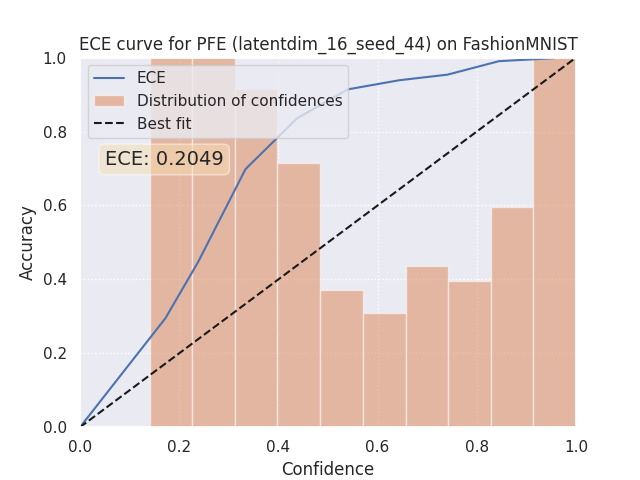 ECE curve for PFE (latentdim_16_seed_44) on FashionMNIST
ECE
Distribution of confidences
Best fit
ECE: 0.2049
Accuracy
1.0
0.8
0.6
0.4
0.2
0.0
0.0 0.2 0.4 0.6 0.8 1.0
Confidence